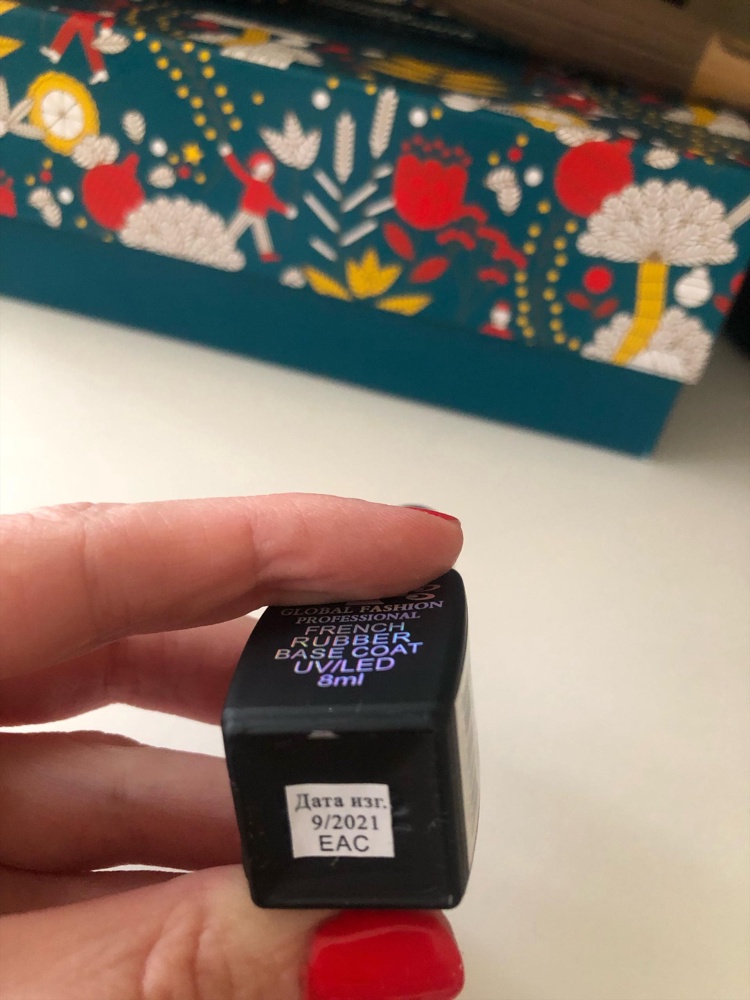 GLOBAL FASHION
PROFESSIONAL
FRENCH
RUBBER
BASE COAT
UV/LED
8ml
Дата изг.
9/2021
EAC